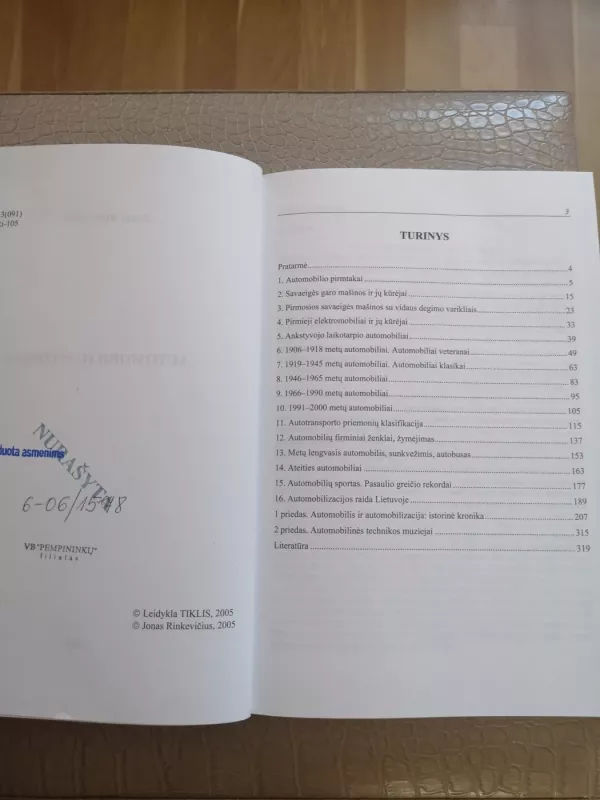 3(091)
-105
NURAŠYTA
duota asmenims
6-06/1548
VB "PEMPININKŲ"
filialas
© Leidykla TIKLIS, 2005
© Jonas Rinkevičius, 2005
3
TURINYS
Pratarmė 4
1. Automobilio pirmtakai 5
2. Savaeigės garo mašinos ir jų kūrėjai 15
3. Pirmosios savaeigės mašinos su vidaus degimo varikliais 23
4. Pirmieji elektromobiliai ir jų kūrėjai 33
5. Ankstyvojo laikotarpio automobiliai 39
6. 1906–1918 metų automobiliai. Automobiliai veteranai 49
7. 1919–1945 metų automobiliai. Automobiliai klasikai 63
8. 1946–1965 metų automobiliai 83
9. 1966–1990 metų automobiliai 95
10. 1991–2000 metų automobiliai 105
11. Autotransporto priemonių klasifikacija 115
12. Automobilių firminiai ženklai, žymėjimas 137
13. Metų lengvasis automobilis, sunkvežimis, autobusas 153
14. Ateities automobiliai 163
15. Automobilių sportas. Pasaulio greičio rekordai 177
16. Automobilizacijos raida Lietuvoje 189
1 priedas. Automobilis ir automobilizacija: istorinė kronika 207
2 priedas. Automobilinės technikos muziejai 315
Literatūra 319